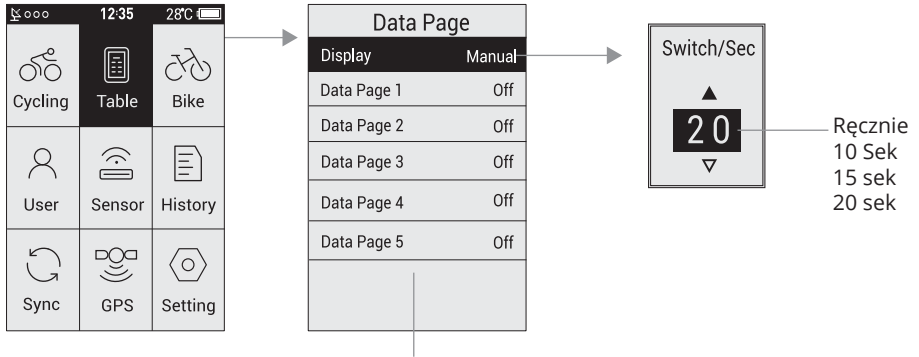 12:35 28°C
Cycling Table Bike
User Sensor History
Sync GPS Setting
Data Page
Display Manual
Data Page 1 Off
Data Page 2 Off
Data Page 3 Off
Data Page 4 Off
Data Page 5 Off
Switch/Sec
20
Ręcznie
10 Sek
15 sek
20 sek